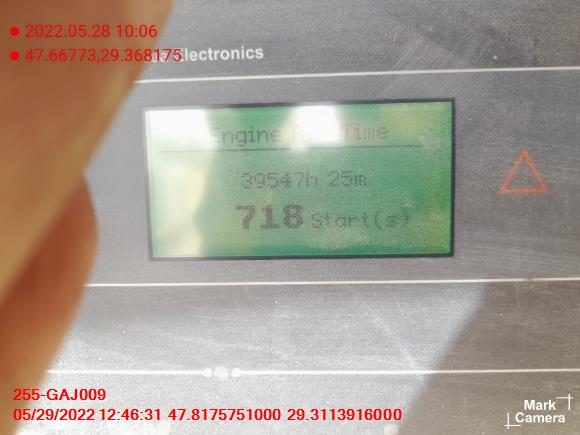 2022.05.28 10:06
47.66773,29.368175
Electronics
Engine Time
39547h 25m
718 Start(s)
255-GAJ009
05/29/2022 12:46:31 47.8175751000 29.3113916000
Mark
Camera